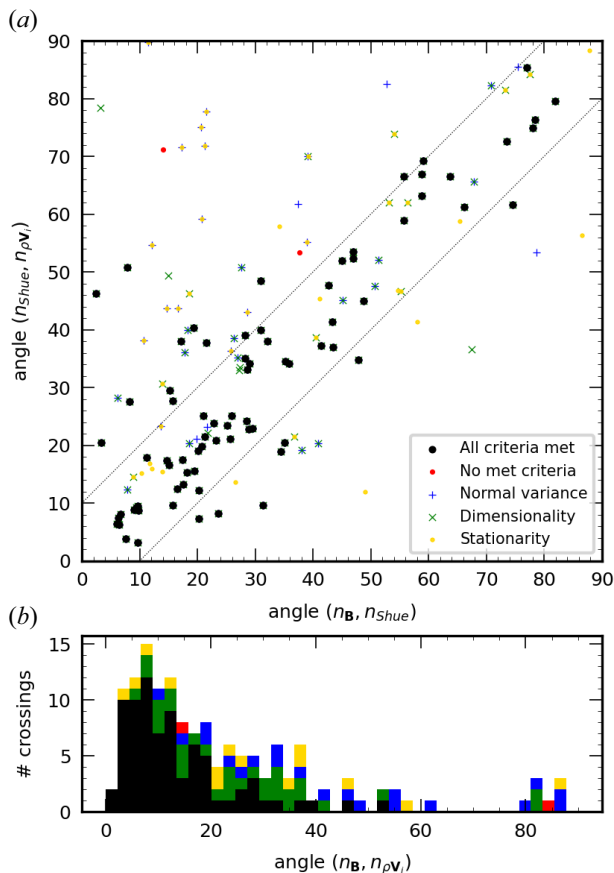 (a)
90
80
70
60
50
40
30
20
10
0
angle (n_Shue, n_ρV_i)
All criteria met
No met criteria
Normal variance
Dimensionality
Stationarity
0 10 20 30 40 50 60 70 80 90
angle (n_B, n_Shue)
(b)
15
10
5
0
# crossings
0 20 40 60 80
angle (n_B, n_ρV_i)